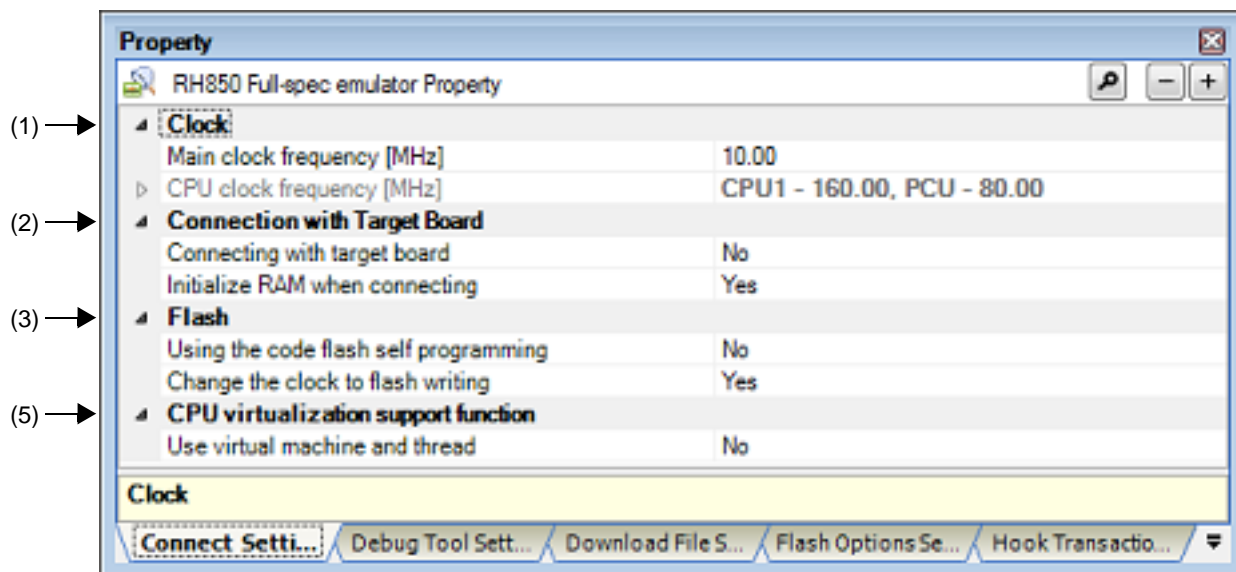 Property
RH850 Full-spec emulator Property
(1) Clock
Main clock frequency [MHz] 10.00
CPU clock frequency [MHz] CPU1 - 160.00, PCU - 80.00
(2) Connection with Target Board
Connecting with target board No
Initialize RAM when connecting Yes
(3) Flash
Using the code flash self programming No
Change the clock to flash writing Yes
(5) CPU virtualization support function
Use virtual machine and thread No
Clock
Connect Setti... Debug Tool Sett... Download File S... Flash Options Se... Hook Transactio...